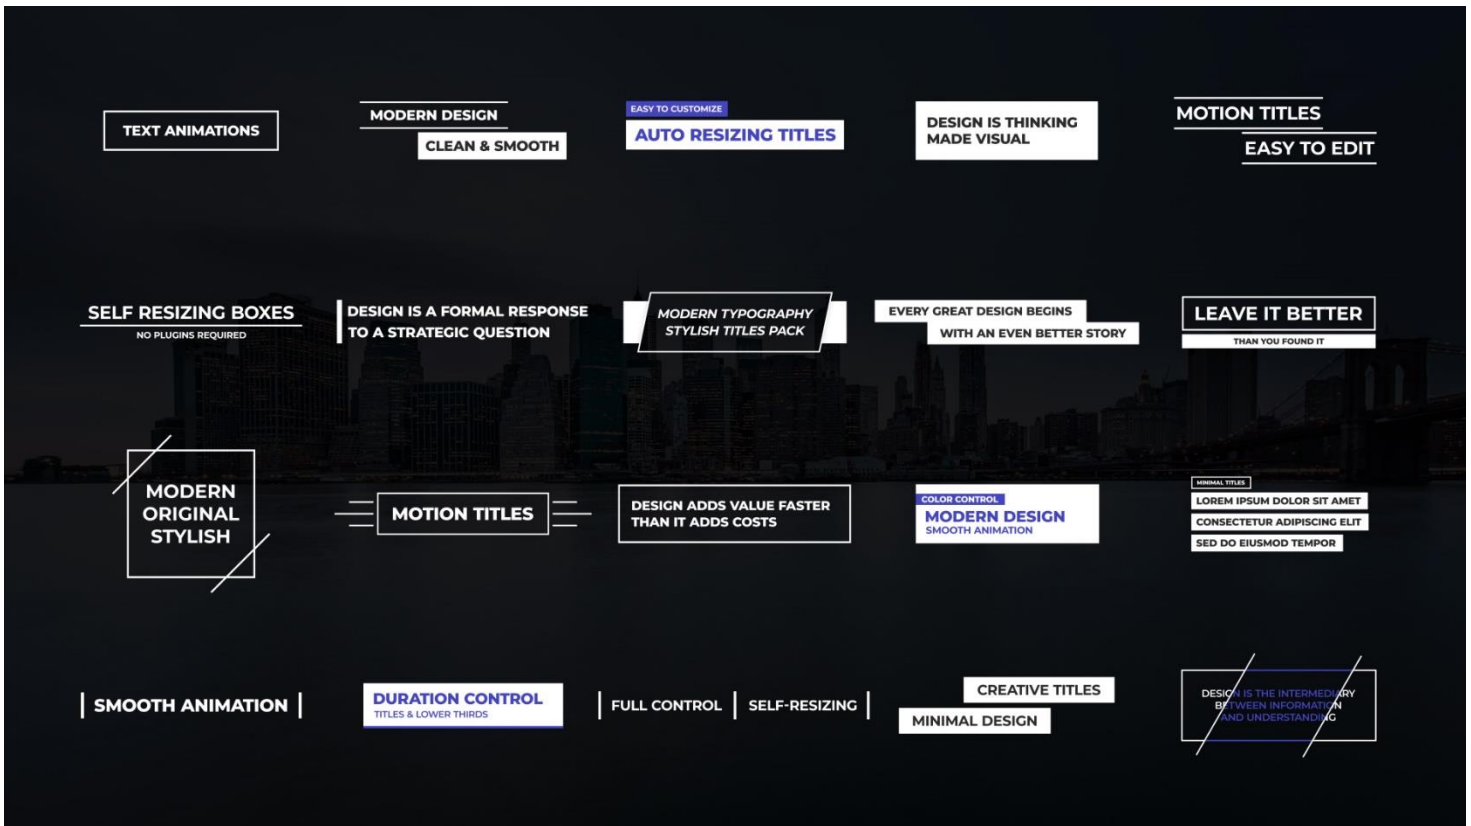 TEXT ANIMATIONS
MODERN DESIGN
CLEAN & SMOOTH
EASY TO CUSTOMIZE
AUTO RESIZING TITLES
DESIGN IS THINKING
MADE VISUAL
MOTION TITLES
EASY TO EDIT
SELF RESIZING BOXES
NO PLUGINS REQUIRED
DESIGN IS A FORMAL RESPONSE
TO A STRATEGIC QUESTION
MODERN TYPOGRAPHY
STYLISH TITLES PACK
EVERY GREAT DESIGN BEGINS
WITH AN EVEN BETTER STORY
LEAVE IT BETTER
THAN YOU FOUND IT
MODERN
ORIGINAL
STYLISH
MOTION TITLES
DESIGN ADDS VALUE FASTER
THAN IT ADDS COSTS
COLOR CONTROL
MODERN DESIGN
SMOOTH ANIMATION
MINIMAL TITLES
LOREM IPSUM DOLOR SIT AMET
CONSECTETUR ADIPISCING ELIT
SED DO EIUSMOD TEMPOR
SMOOTH ANIMATION
DURATION CONTROL
TITLES & LOWER THIRDS
FULL CONTROL
SELF-RESIZING
CREATIVE TITLES
MINIMAL DESIGN
DESIGN IS THE INTERMEDIARY
BETWEEN INFORMATION
AND UNDERSTANDING